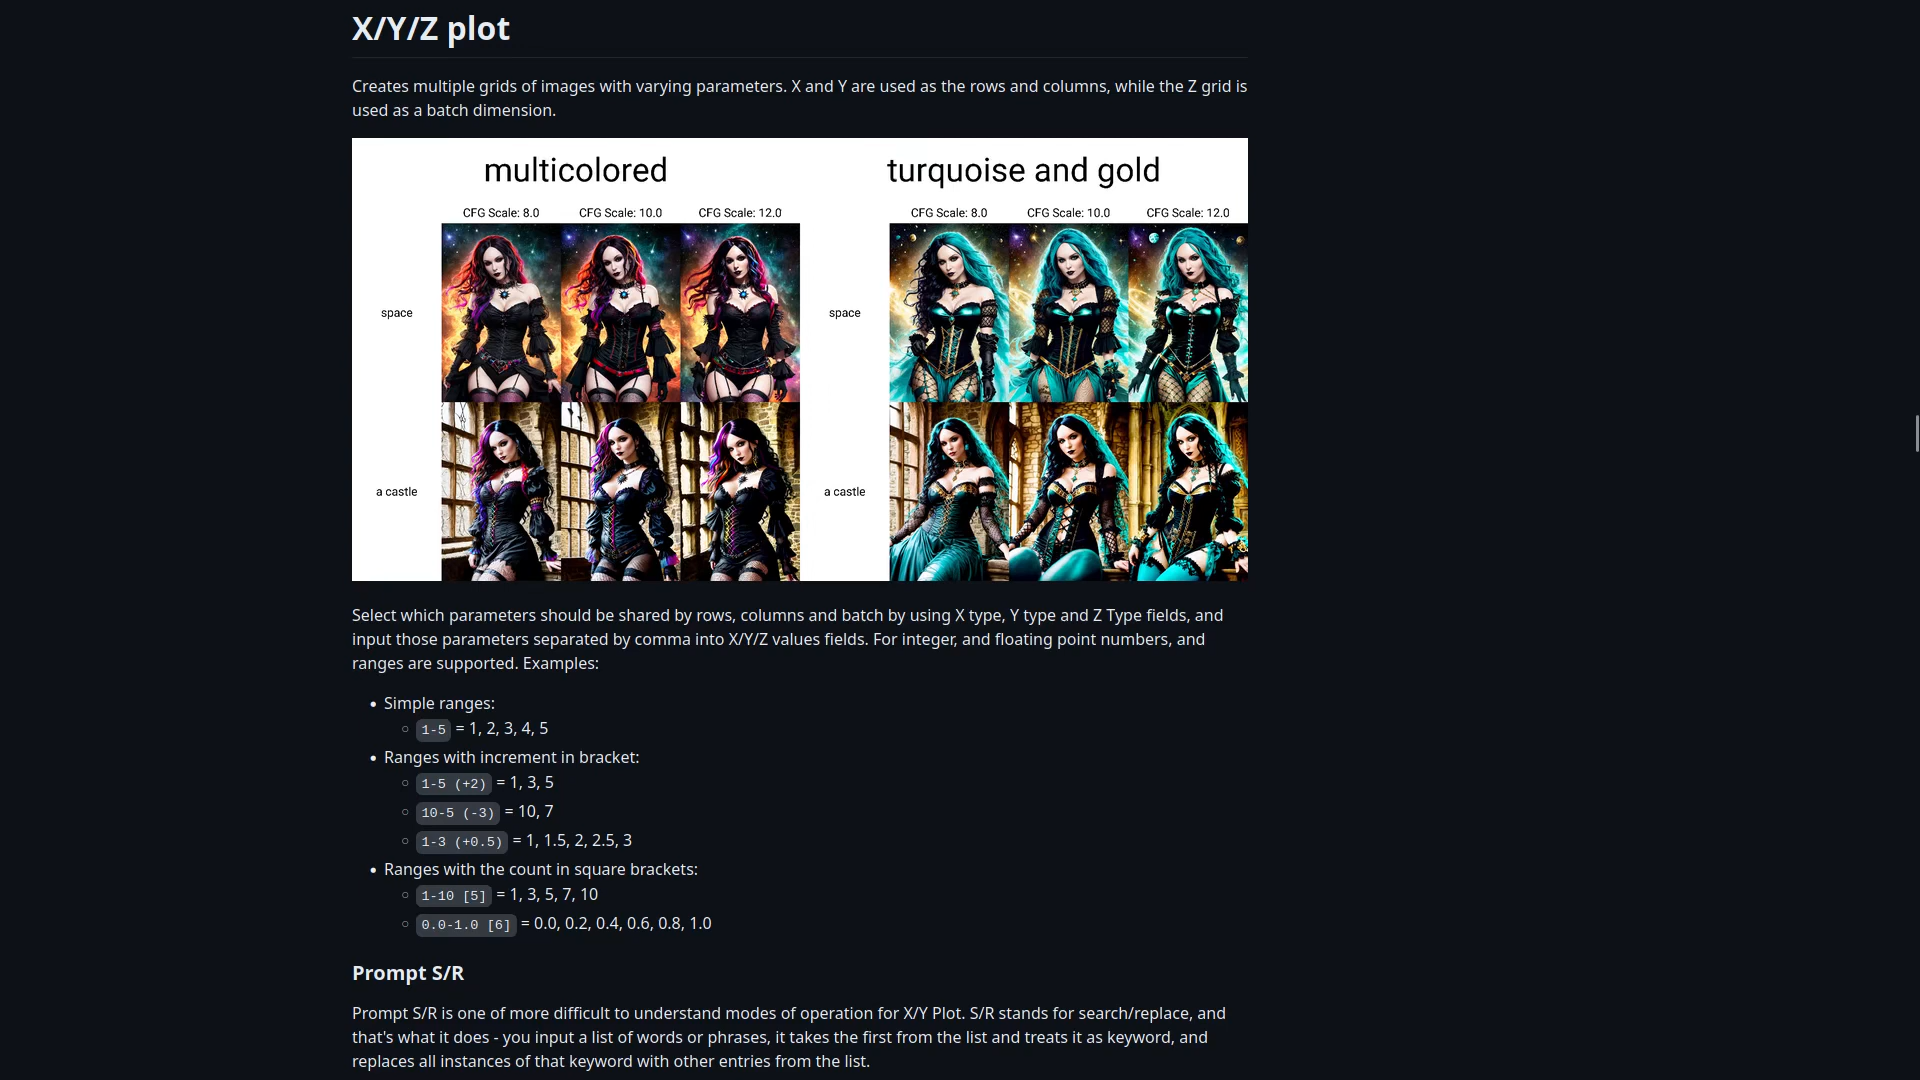 X/Y/Z plot
Creates multiple grids of images with varying parameters. X and Y are used as the rows and columns, while the Z grid is
used as a batch dimension.
multicolored
turquoise and gold
CFG Scale: 8.0
CFG Scale: 10.0
CFG Scale: 12.0
CFG Scale: 8.0
CFG Scale: 10.0
CFG Scale: 12.0
space
space
a castle
a castle
Select which parameters should be shared by rows, columns and batch by using X type, Y type and Z Type fields, and
input those parameters separated by comma into X/Y/Z values fields. For integer, and floating point numbers, and
ranges are supported. Examples:
• Simple ranges:
○ 1-5 = 1, 2, 3, 4, 5
• Ranges with increment in bracket:
○ 1-5 (+2) = 1, 3, 5
○ 10-5 (-3) = 10, 7
○ 1-3 (+0.5) = 1, 1.5, 2, 2.5, 3
• Ranges with the count in square brackets:
○ 1-10 [5] = 1, 3, 5, 7, 10
○ 0.0-1.0 [6] = 0.0, 0.2, 0.4, 0.6, 0.8, 1.0
Prompt S/R
Prompt S/R is one of more difficult to understand modes of operation for X/Y Plot. S/R stands for search/replace, and
that's what it does - you input a list of words or phrases, it takes the first from the list and treats it as keyword, and
replaces all instances of that keyword with other entries from the list.